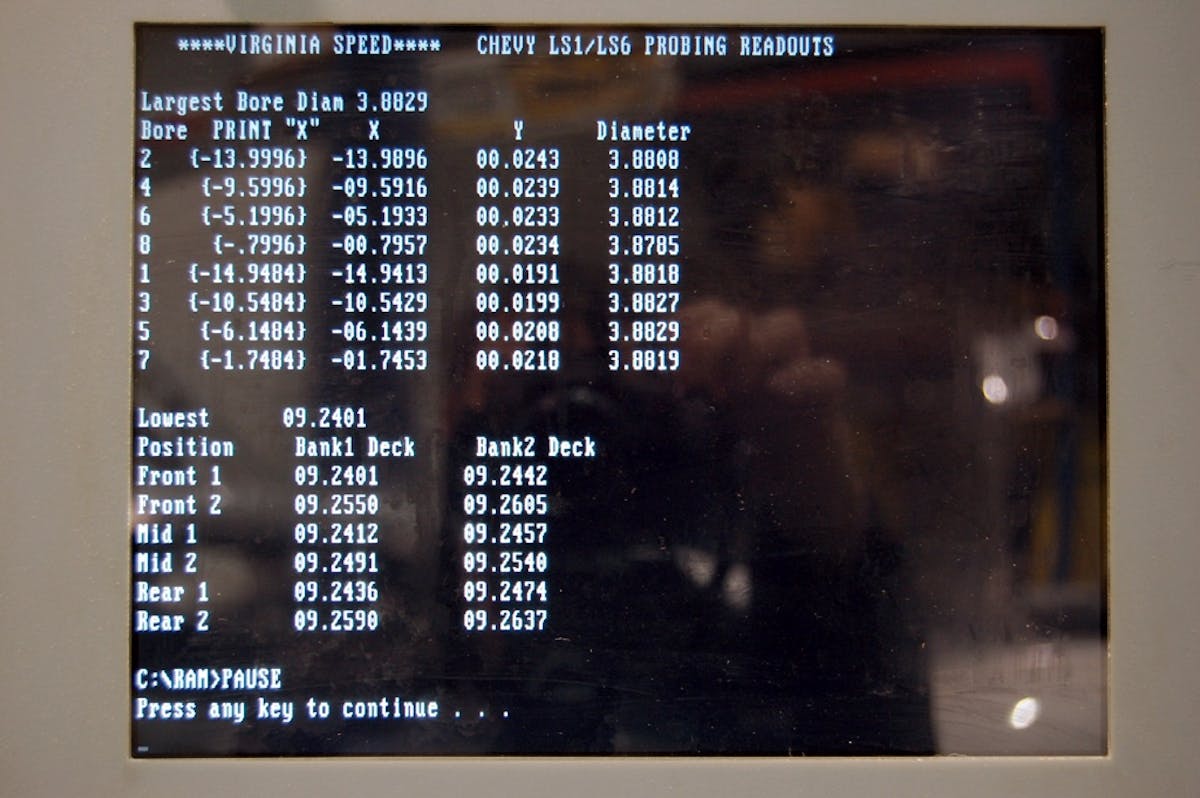 ****VIRGINIA SPEED**** CHEVY LS1/LS6 PROBING READOUTS
Largest Bore Diam 3.8829
Bore PRINT "X" X Y Diameter
2 {-13.9996} -13.9896 00.0243 3.8808
4 {-9.5996} -09.5916 00.0239 3.8814
6 {-5.1996} -05.1933 00.0233 3.8812
8 {-.7996} -00.7957 00.0234 3.8785
1 {-14.9484} -14.9413 00.0191 3.8818
3 {-10.5484} -10.5429 00.0199 3.8827
5 {-6.1484} -06.1439 00.0208 3.8829
7 {-1.7484} -01.7453 00.0218 3.8819
Lowest 09.2401
Position Bank1 Deck Bank2 Deck
Front 1 09.2401 09.2442
Front 2 09.2550 09.2605
Mid 1 09.2412 09.2457
Mid 2 09.2491 09.2540
Rear 1 09.2436 09.2474
Rear 2 09.2590 09.2637
C:\RAM>PAUSE
Press any key to continue . . .